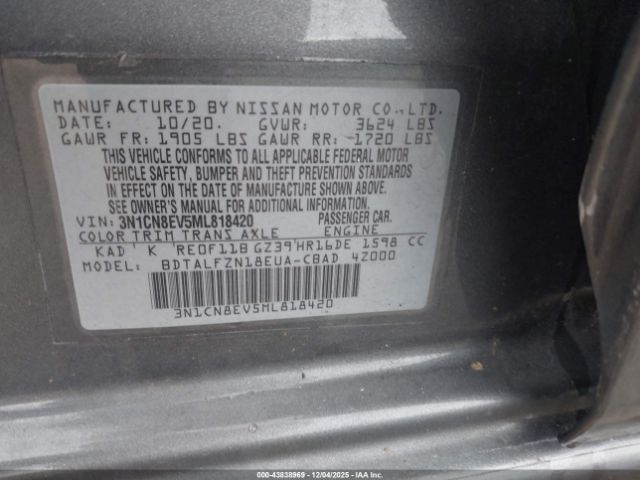 MANUFACTURED BY NISSAN MOTOR CO.,LTD.
DATE: 10/20. GVWR: 3624 LBS
GAWR FR: 1905 LBS GAWR RR: 1720 LBS
THIS VEHICLE CONFORMS TO ALL APPLICABLE FEDERAL MOTOR
VEHICLE SAFETY, BUMPER AND THEFT PREVENTION STANDARDS
IN EFFECT ON THE DATE OF MANUFACTURE SHOWN ABOVE.
SEE OWNER'S MANUAL FOR ADDITIONAL INFORMATION.
VIN: 3N1CN8EV5ML818420 PASSENGER CAR.
COLOR TRIM TRANS AXLE ENGINE
KAD K RE0F11B GZ39 HR16DE 1598 CC
MODEL: BDTALFZN18EUA-CBAD 4Z000
3N1CN8EV5ML818420
000-43838969 | 12/04/2025 | IAAI.com